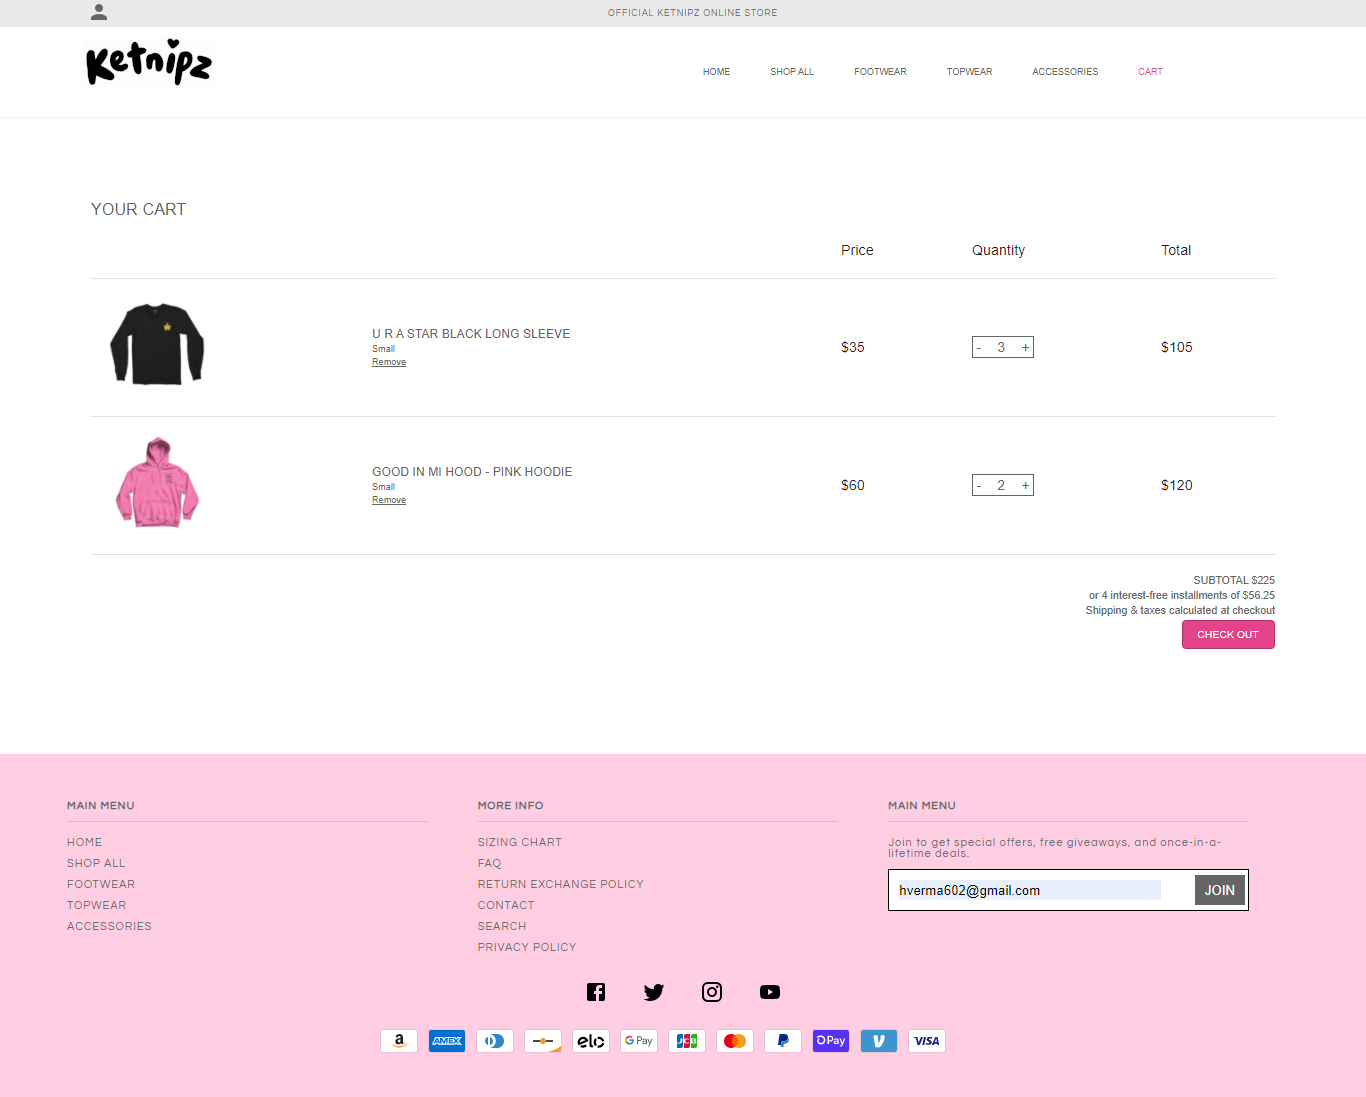 OFFICIAL KETNIPZ ONLINE STORE
Ketnipz
HOME SHOP ALL FOOTWEAR TOPWEAR ACCESSORIES CART
YOUR CART
Price Quantity Total
U R A STAR BLACK LONG SLEEVE
Small
Remove
$35 - 3 + $105
GOOD IN MI HOOD - PINK HOODIE
Small
Remove
$60 - 2 + $120
SUBTOTAL $225
or 4 interest-free installments of $56.25
Shipping & taxes calculated at checkout
CHECK OUT
MAIN MENU
HOME
SHOP ALL
FOOTWEAR
TOPWEAR
ACCESSORIES
MORE INFO
SIZING CHART
FAQ
RETURN EXCHANGE POLICY
CONTACT
SEARCH
PRIVACY POLICY
MAIN MENU
Join to get special offers, free giveaways, and once-in-a-
lifetime deals.
hverma602@gmail.com JOIN
a AMEX elo G Pay JCB P Pay V VISA